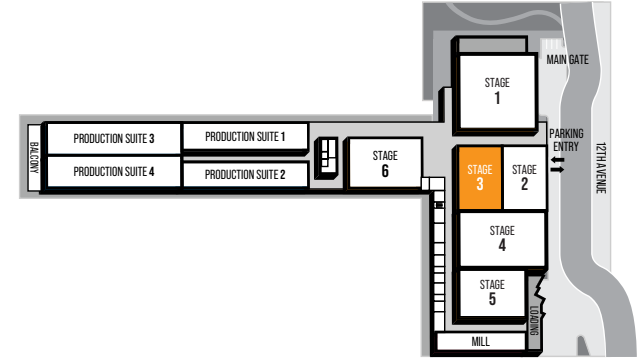 MAIN GATE
STAGE
1
PARKING
ENTRY
12TH AVENUE
PRODUCTION SUITE 3
PRODUCTION SUITE 1
BALCONY
PRODUCTION SUITE 4
PRODUCTION SUITE 2
STAGE
6
STAGE
3
STAGE
2
STAGE
4
STAGE
5
LOADING
MILL